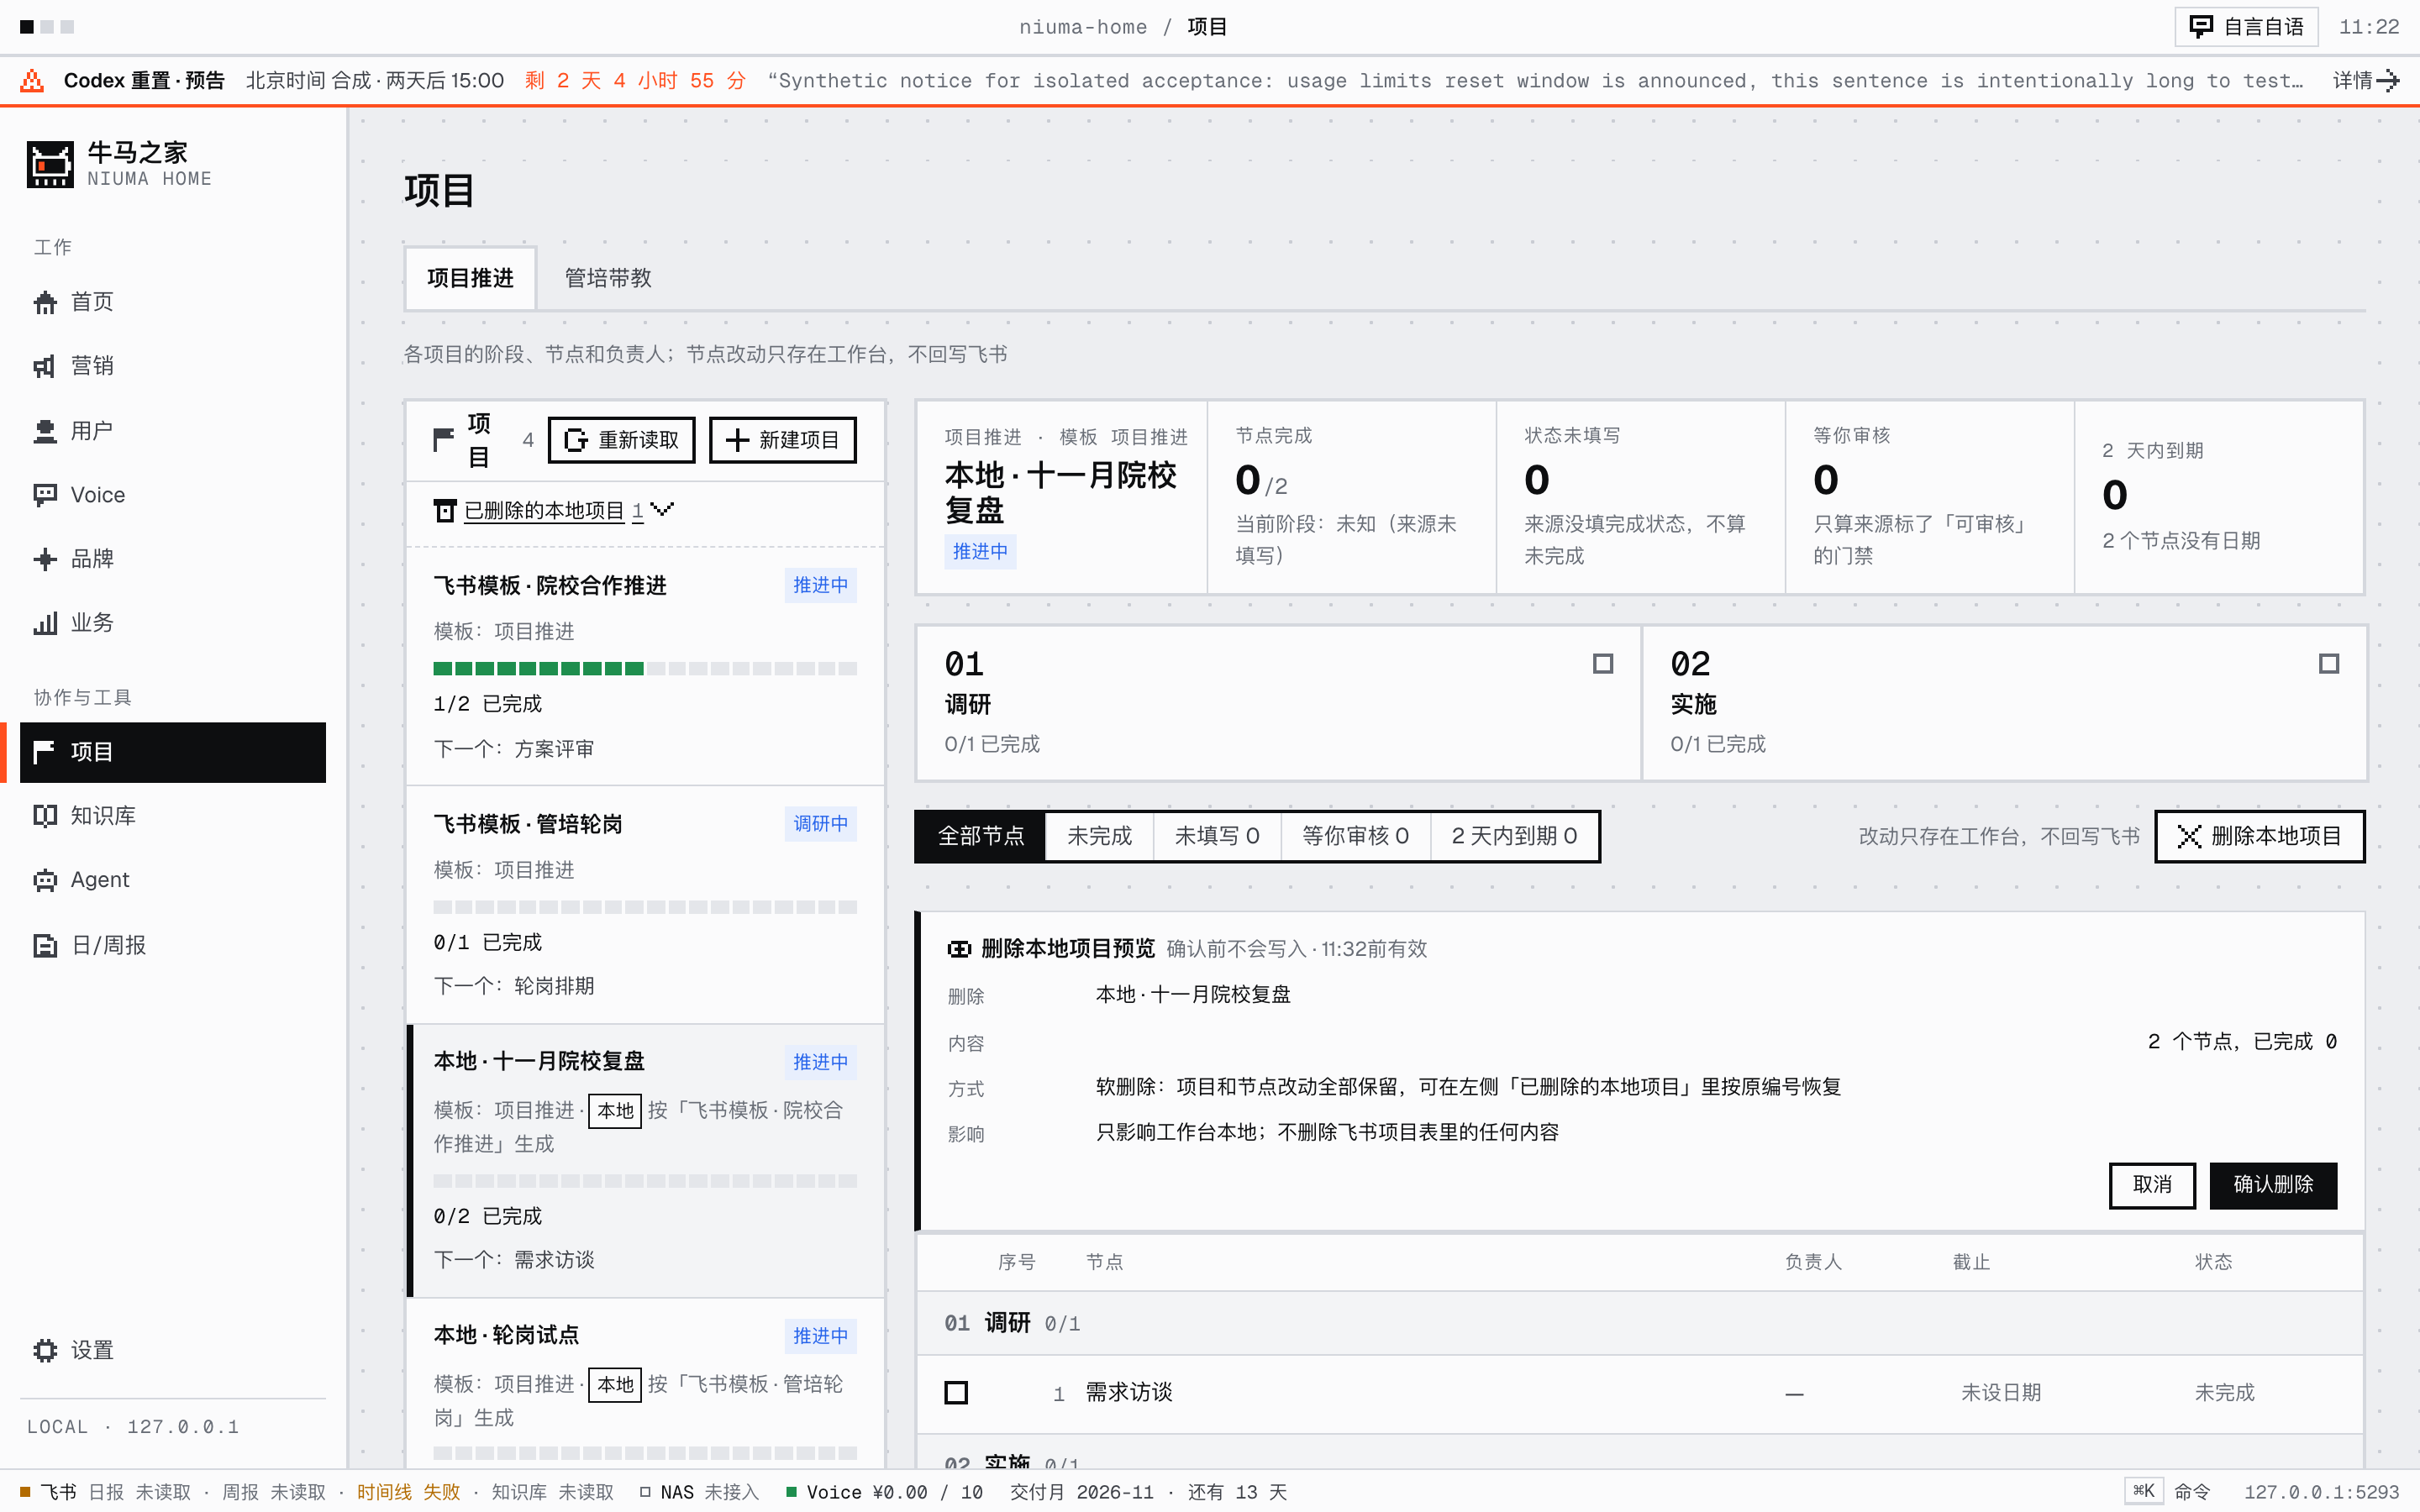 niuma-home / 项目
自言自语
11:22
Codex 重置·预告 北京时间 合成·两天后 15:00 剩 2 天 4 小时 55 分 “Synthetic notice for isolated acceptance: usage limits reset window is announced, this sentence is intentionally long to test… 详情
牛马之家
NIUMA HOME
工作
首页
营销
用户
Voice
品牌
业务
协作与工具
项目
知识库
Agent
日/周报
设置
LOCAL · 127.0.0.1
项目
项目推进
管培带教
各项目的阶段、节点和负责人；节点改动只存在工作台，不回写飞书
项
目
4
重新读取
新建项目
已删除的本地项目 1
飞书模板·院校合作推进
推进中
模板：项目推进
1/2 已完成
下一个：方案评审
飞书模板·管培轮岗
调研中
模板：项目推进
0/1 已完成
下一个：轮岗排期
本地·十一月院校复盘
推进中
模板：项目推进· 本地 按「飞书模板·院校合
作推进」生成
0/2 已完成
下一个：需求访谈
本地·轮岗试点
推进中
模板：项目推进· 本地 按「飞书模板·管培轮
岗」生成
项目推进 · 模板 项目推进
本地·十一月院校
复盘
推进中
节点完成
0/2
当前阶段：未知（来源未
填写）
状态未填写
0
来源没填完成状态，不算
未完成
等你审核
0
只算来源标了「可审核」
的门禁
2 天内到期
0
2 个节点没有日期
01
调研
0/1 已完成
02
实施
0/1 已完成
全部节点
未完成
未填写 0
等你审核 0
2 天内到期 0
改动只存在工作台，不回写飞书
删除本地项目
删除本地项目预览 确认前不会写入·11:32前有效
删除 本地·十一月院校复盘
内容 2 个节点，已完成 0
方式 软删除：项目和节点改动全部保留，可在左侧「已删除的本地项目」里按原编号恢复
影响 只影响工作台本地；不删除飞书项目表里的任何内容
取消
确认删除
序号 节点 负责人 截止 状态
01 调研 0/1
1 需求访谈 — 未设日期 未完成
02 实施 0/1
飞书 日报 未读取 · 周报 未读取 · 时间线 失败 · 知识库 未读取 NAS 未接入 Voice ¥0.00 / 10 交付月 2026-11 · 还有 13 天
⌘K 命令 127.0.0.1:5293